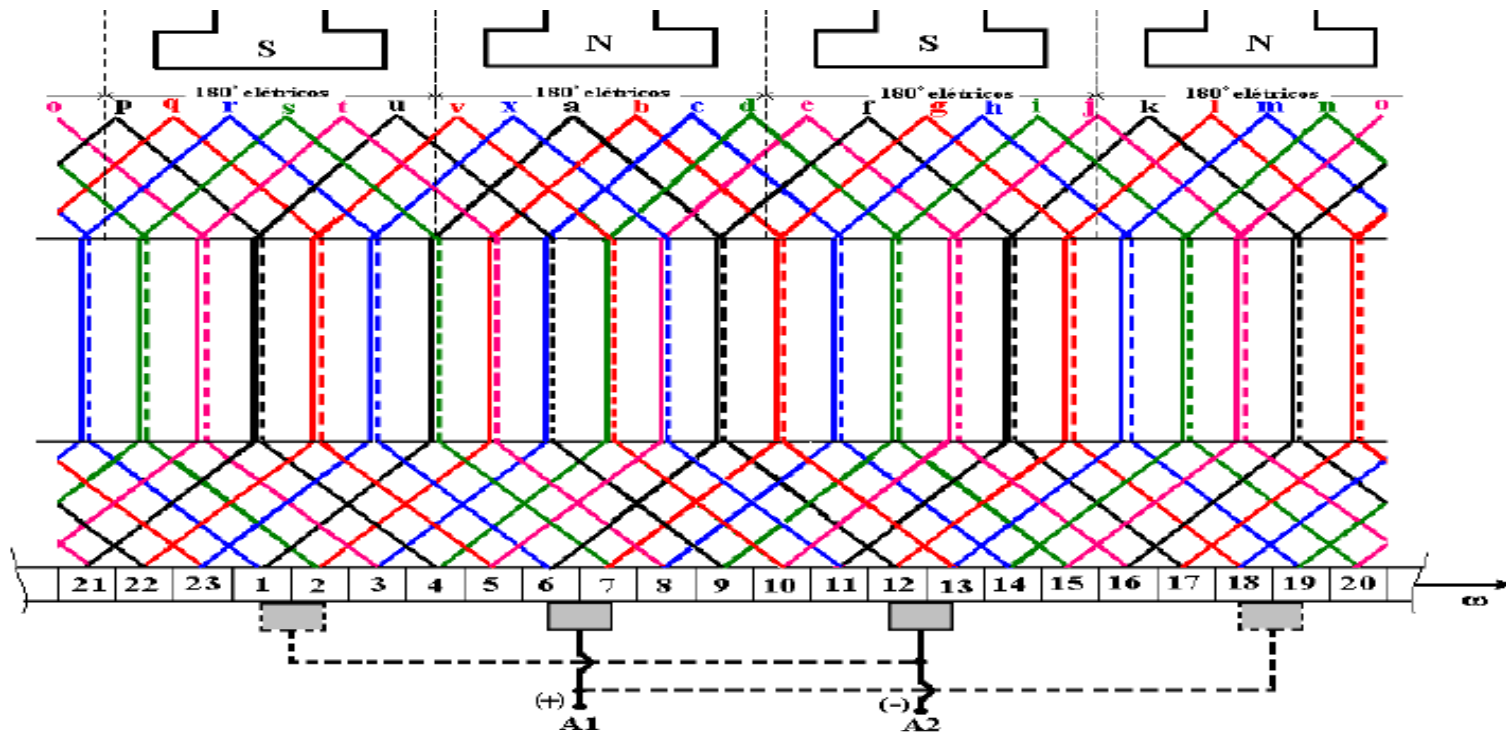 S N S N
180° elétricos 180° elétricos 180° elétricos 180° elétricos
o p q r s t u v x a b c d e f g h i j k l m n o
21 22 23 1 2 3 4 5 6 7 8 9 10 11 12 13 14 15 16 17 18 19 20
ω
(+) (-)
A1 A2